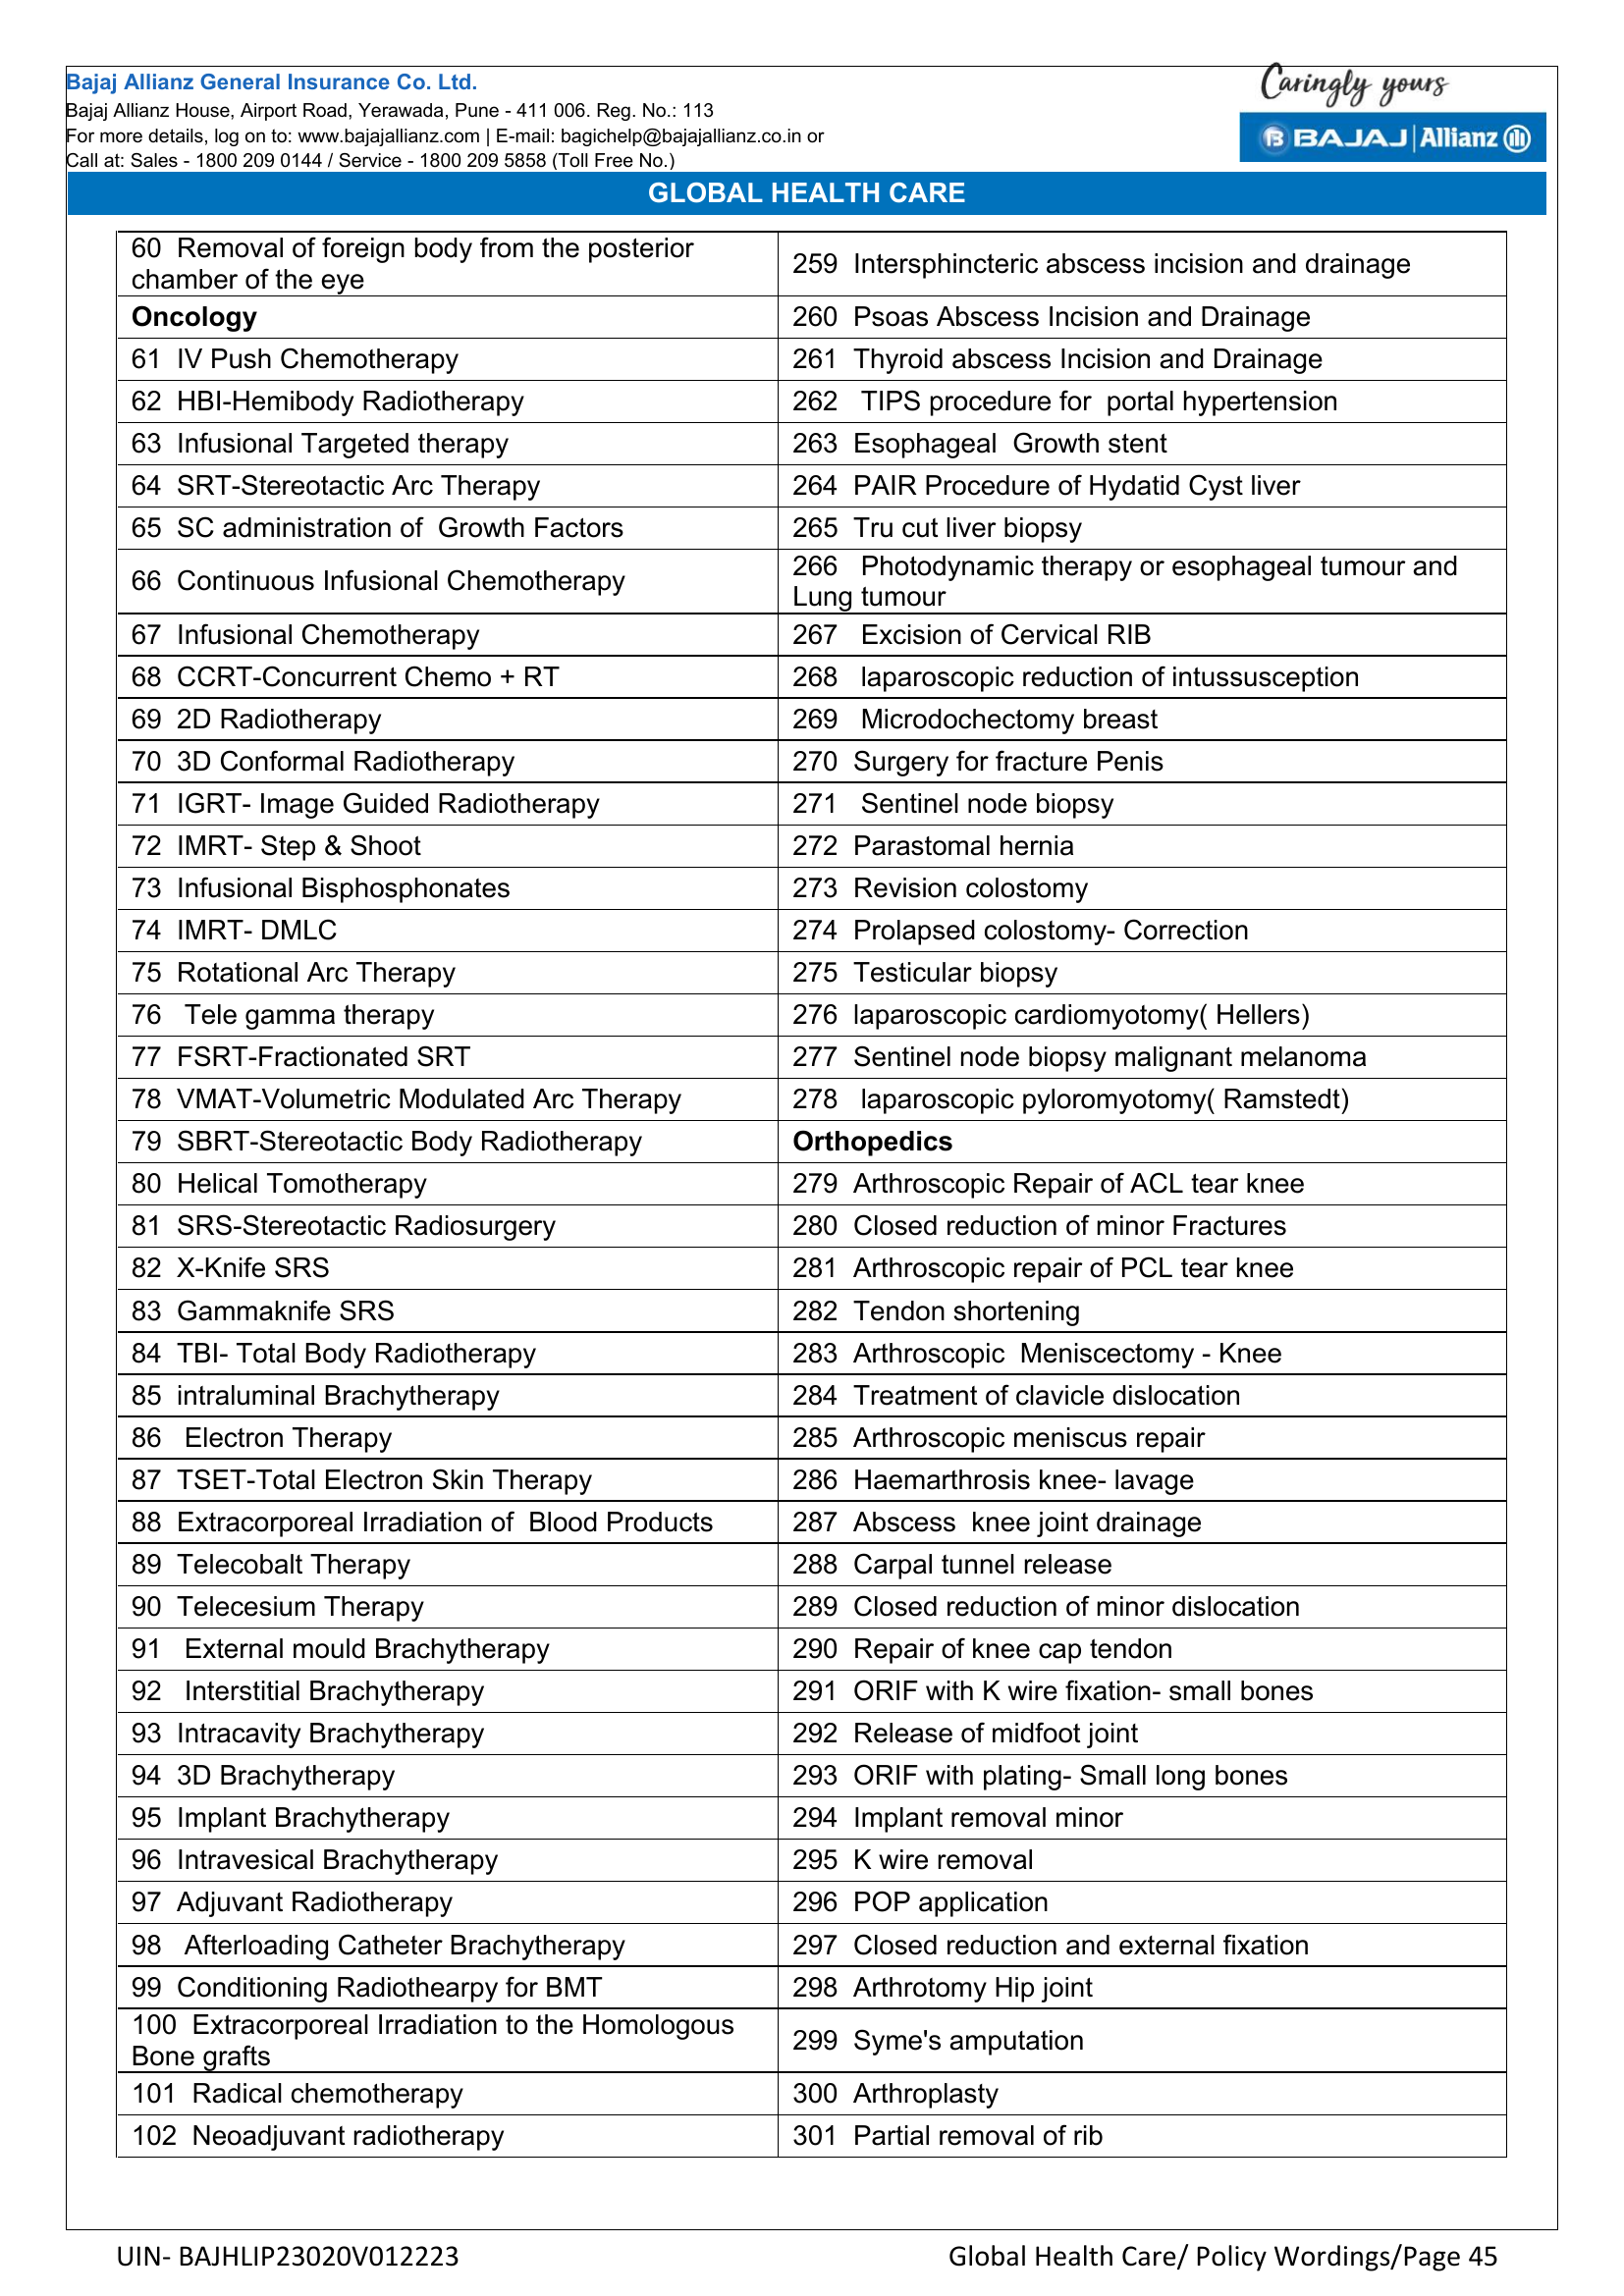 Bajaj Allianz General Insurance Co. Ltd.
Bajaj Allianz House, Airport Road, Yerawada, Pune - 411 006. Reg. No.: 113
For more details, log on to: www.bajajallianz.com | E-mail: bagichelp@bajajallianz.co.in or
Call at: Sales - 1800 209 0144 / Service - 1800 209 5858 (Toll Free No.)
Caringly yours
BAJAJ | Allianz
GLOBAL HEALTH CARE
60 Removal of foreign body from the posterior
chamber of the eye
259 Intersphincteric abscess incision and drainage
Oncology
260 Psoas Abscess Incision and Drainage
61 IV Push Chemotherapy
261 Thyroid abscess Incision and Drainage
62 HBI-Hemibody Radiotherapy
262 TIPS procedure for portal hypertension
63 Infusional Targeted therapy
263 Esophageal Growth stent
64 SRT-Stereotactic Arc Therapy
264 PAIR Procedure of Hydatid Cyst liver
65 SC administration of Growth Factors
265 Tru cut liver biopsy
66 Continuous Infusional Chemotherapy
266 Photodynamic therapy or esophageal tumour and
Lung tumour
67 Infusional Chemotherapy
267 Excision of Cervical RIB
68 CCRT-Concurrent Chemo + RT
268 laparoscopic reduction of intussusception
69 2D Radiotherapy
269 Microdochectomy breast
70 3D Conformal Radiotherapy
270 Surgery for fracture Penis
71 IGRT- Image Guided Radiotherapy
271 Sentinel node biopsy
72 IMRT- Step & Shoot
272 Parastomal hernia
73 Infusional Bisphosphonates
273 Revision colostomy
74 IMRT- DMLC
274 Prolapsed colostomy- Correction
75 Rotational Arc Therapy
275 Testicular biopsy
76 Tele gamma therapy
276 laparoscopic cardiomyotomy( Hellers)
77 FSRT-Fractionated SRT
277 Sentinel node biopsy malignant melanoma
78 VMAT-Volumetric Modulated Arc Therapy
278 laparoscopic pyloromyotomy( Ramstedt)
79 SBRT-Stereotactic Body Radiotherapy
Orthopedics
80 Helical Tomotherapy
279 Arthroscopic Repair of ACL tear knee
81 SRS-Stereotactic Radiosurgery
280 Closed reduction of minor Fractures
82 X-Knife SRS
281 Arthroscopic repair of PCL tear knee
83 Gammaknife SRS
282 Tendon shortening
84 TBI- Total Body Radiotherapy
283 Arthroscopic Meniscectomy - Knee
85 intraluminal Brachytherapy
284 Treatment of clavicle dislocation
86 Electron Therapy
285 Arthroscopic meniscus repair
87 TSET-Total Electron Skin Therapy
286 Haemarthrosis knee- lavage
88 Extracorporeal Irradiation of Blood Products
287 Abscess knee joint drainage
89 Telecobalt Therapy
288 Carpal tunnel release
90 Telecesium Therapy
289 Closed reduction of minor dislocation
91 External mould Brachytherapy
290 Repair of knee cap tendon
92 Interstitial Brachytherapy
291 ORIF with K wire fixation- small bones
93 Intracavity Brachytherapy
292 Release of midfoot joint
94 3D Brachytherapy
293 ORIF with plating- Small long bones
95 Implant Brachytherapy
294 Implant removal minor
96 Intravesical Brachytherapy
295 K wire removal
97 Adjuvant Radiotherapy
296 POP application
98 Afterloading Catheter Brachytherapy
297 Closed reduction and external fixation
99 Conditioning Radiothearpy for BMT
298 Arthrotomy Hip joint
100 Extracorporeal Irradiation to the Homologous
Bone grafts
299 Syme's amputation
101 Radical chemotherapy
300 Arthroplasty
102 Neoadjuvant radiotherapy
301 Partial removal of rib
UIN- BAJHLIP23020V012223
Global Health Care/ Policy Wordings/Page 45